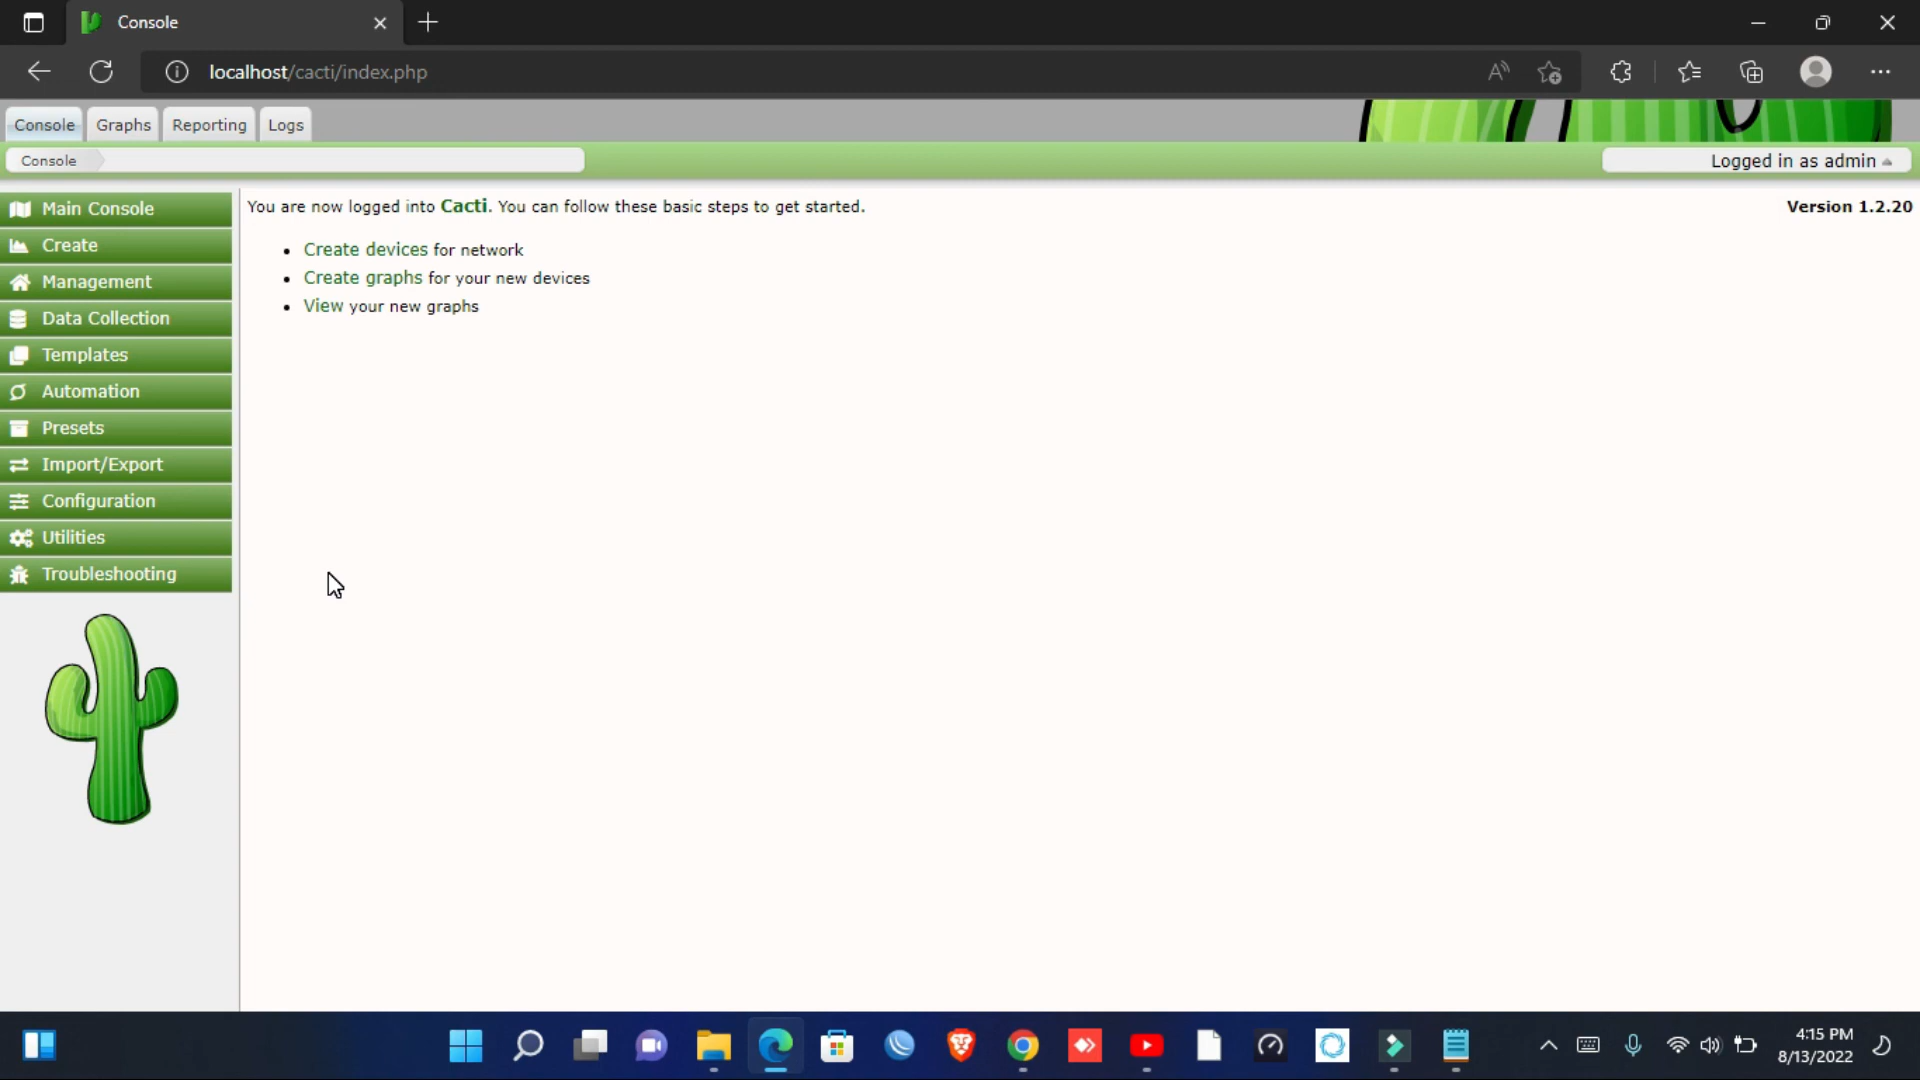 Console
localhost/cacti/index.php
Console Graphs Reporting Logs
Console
Logged in as admin
Main Console
Create
Management
Data Collection
Templates
Automation
Presets
Import/Export
Configuration
Utilities
Troubleshooting
You are now logged into Cacti. You can follow these basic steps to get started.
Version 1.2.20
• Create devices for network
• Create graphs for your new devices
• View your new graphs
4:15 PM
8/13/2022